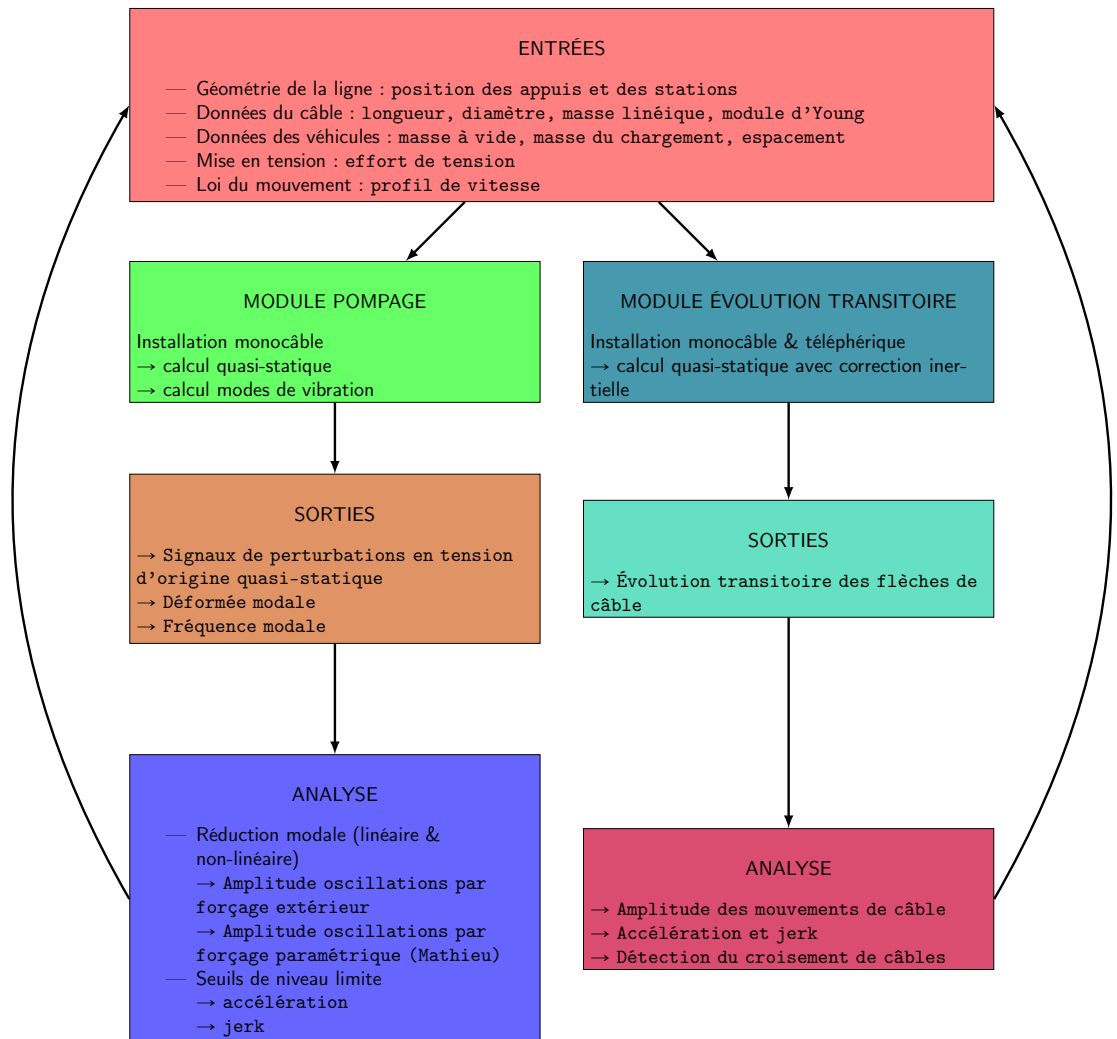 ENTRÉES
— Géométrie de la ligne : position des appuis et des stations
— Données du câble : longueur, diamètre, masse linéique, module d'Young
— Données des véhicules : masse à vide, masse du chargement, espacement
— Mise en tension : effort de tension
— Loi du mouvement : profil de vitesse
MODULE POMPAGE
Installation monocâble
→ calcul quasi-statique
→ calcul modes de vibration
MODULE ÉVOLUTION TRANSITOIRE
Installation monocâble & téléphérique
→ calcul quasi-statique avec correction iner-
tielle
SORTIES
→ Signaux de perturbations en tension
d'origine quasi-statique
→ Déformée modale
→ Fréquence modale
SORTIES
→ Évolution transitoire des flèches de
câble
ANALYSE
— Réduction modale (linéaire &
non-linéaire)
→ Amplitude oscillations par
forçage extérieur
→ Amplitude oscillations par
forçage paramétrique (Mathieu)
— Seuils de niveau limite
→ accélération
→ jerk
ANALYSE
→ Amplitude des mouvements de câble
→ Accélération et jerk
→ Détection du croisement de câbles